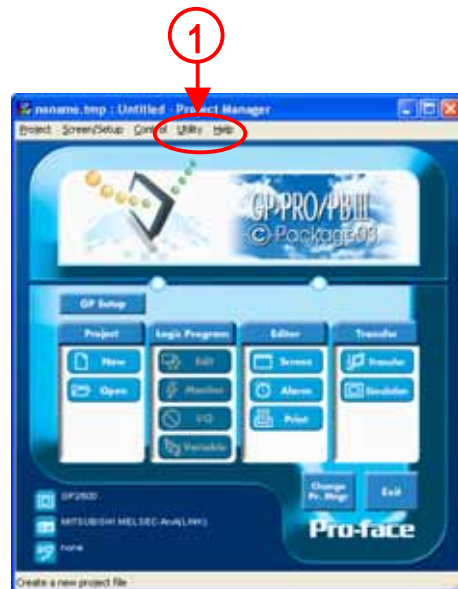 1
noname.tmp : Untitled - Project Manager
Project Screen/Setup Control Utility Help
GP-PRO/PBIII
© Package03
GP Setup
Project Logic Program Editor Transfer
New Edit Screen Transfer
Open Monitor Alarm Simulation
I/O Print
Variable
Change Pr. Mngr Exit
GP2500
MITSUBISHI MELSEC-AnA(LINK)
none
Pro-face
Create a new project file